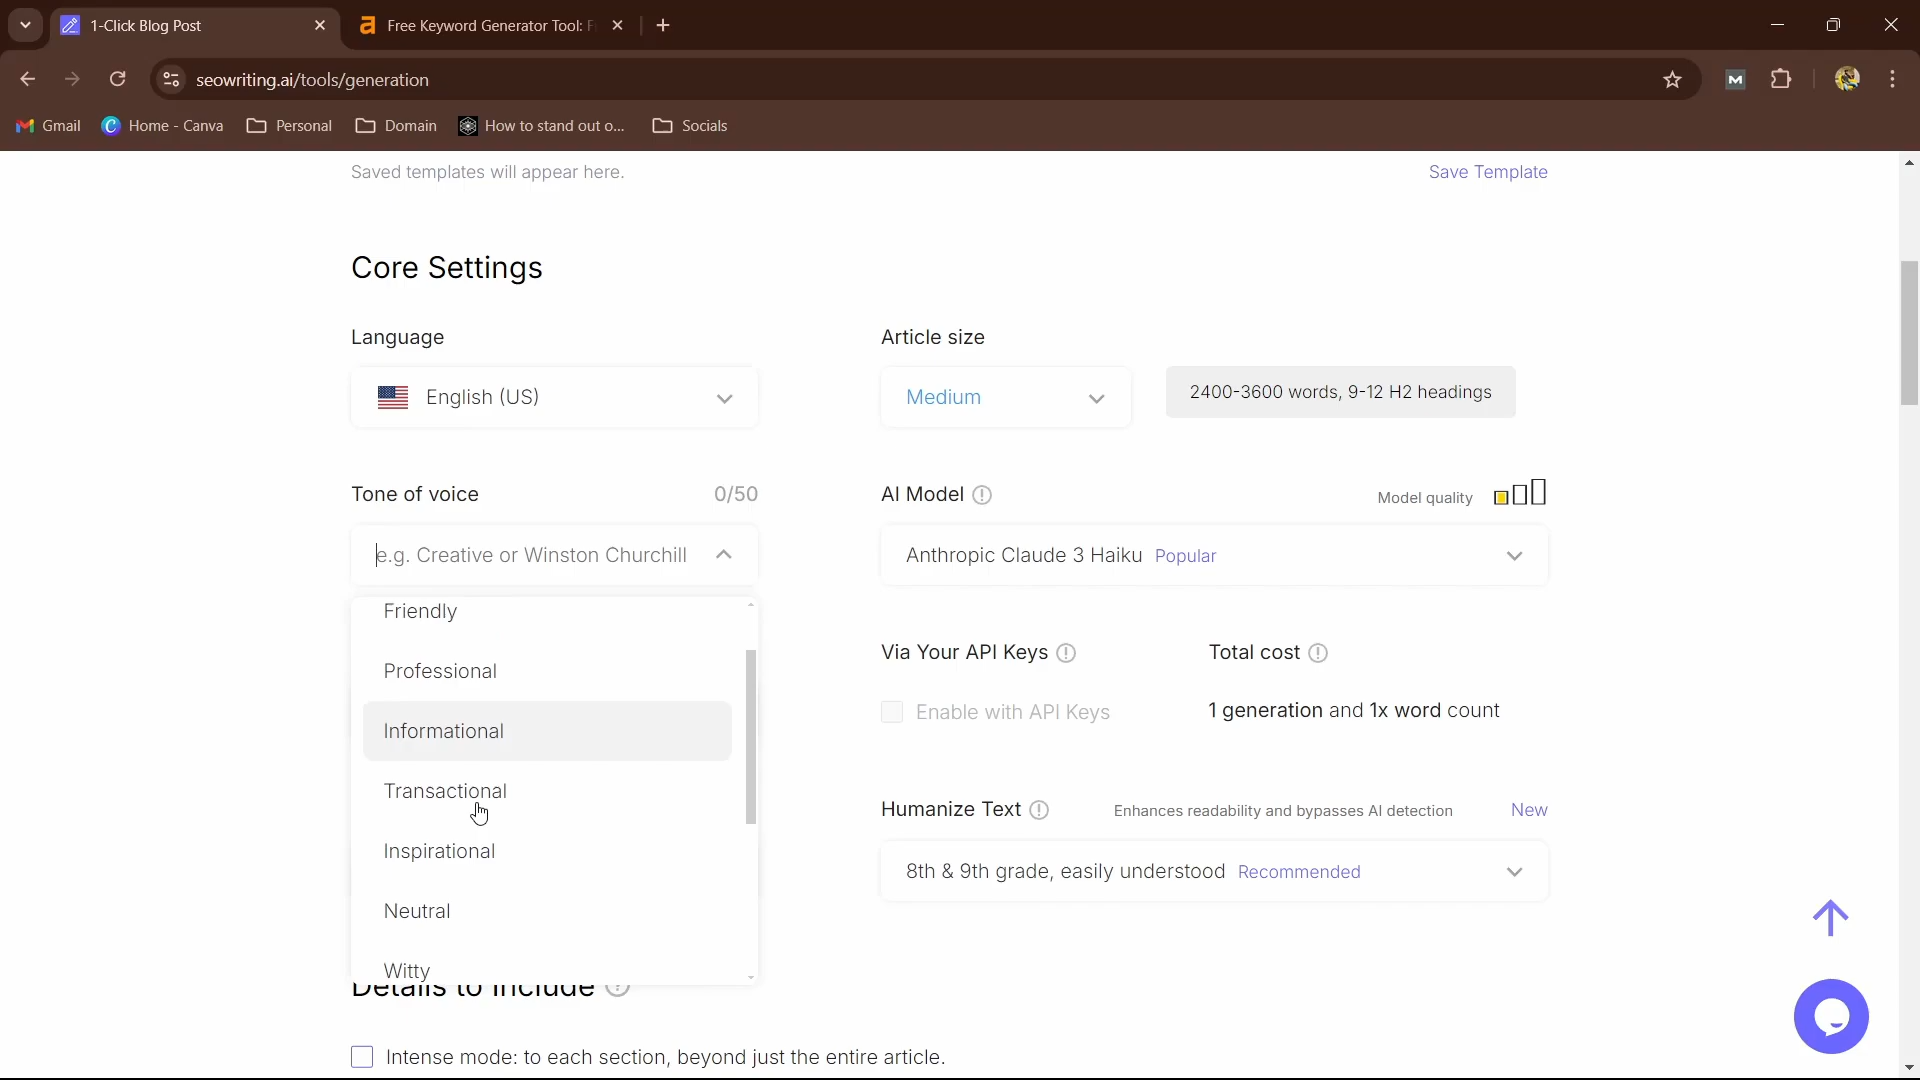 1-Click Blog Post
Free Keyword Generator Tool: F
seowriting.ai/tools/generation
M
Gmail
Home - Canva
Personal
Domain
How to stand out o...
Socials
Saved templates will appear here.
Save Template
Core Settings
Language
Article size
English (US)
Medium
2400-3600 words, 9-12 H2 headings
Tone of voice
0/50
AI Model
Model quality
e.g. Creative or Winston Churchill
Anthropic Claude 3 Haiku Popular
Friendly
Professional
Informational
Transactional
Inspirational
Neutral
Witty
Via Your API Keys
Total cost
Enable with API Keys
1 generation and 1x word count
Humanize Text
Enhances readability and bypasses AI detection
New
8th & 9th grade, easily understood Recommended
Details to include
Intense mode: to each section, beyond just the entire article.